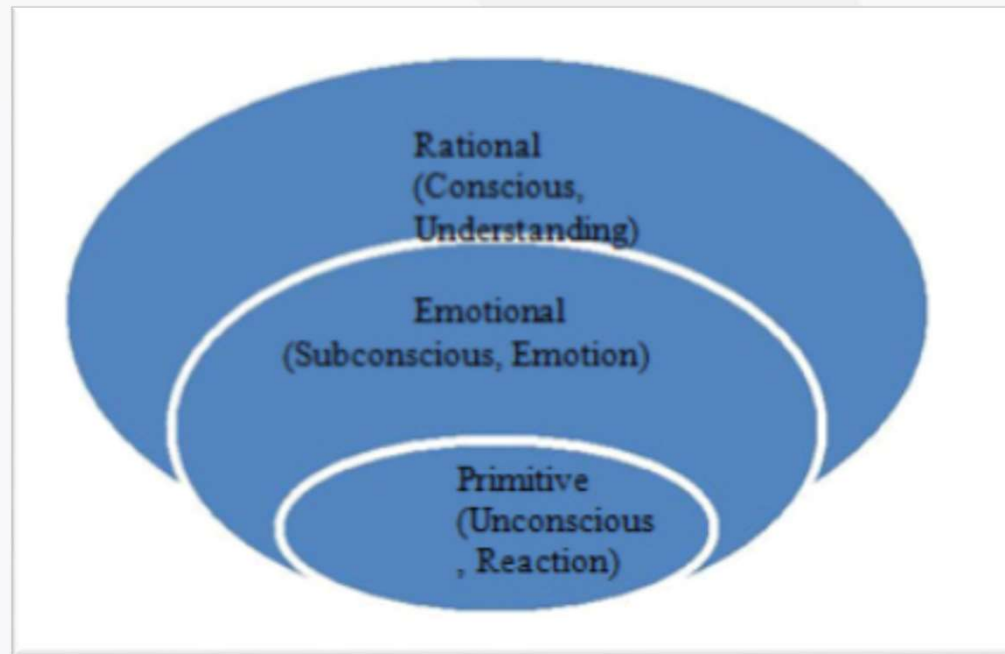 Rational
(Conscious,
Understanding)
Emotional
(Subconscious, Emotion)
Primitive
(Unconscious
, Reaction)